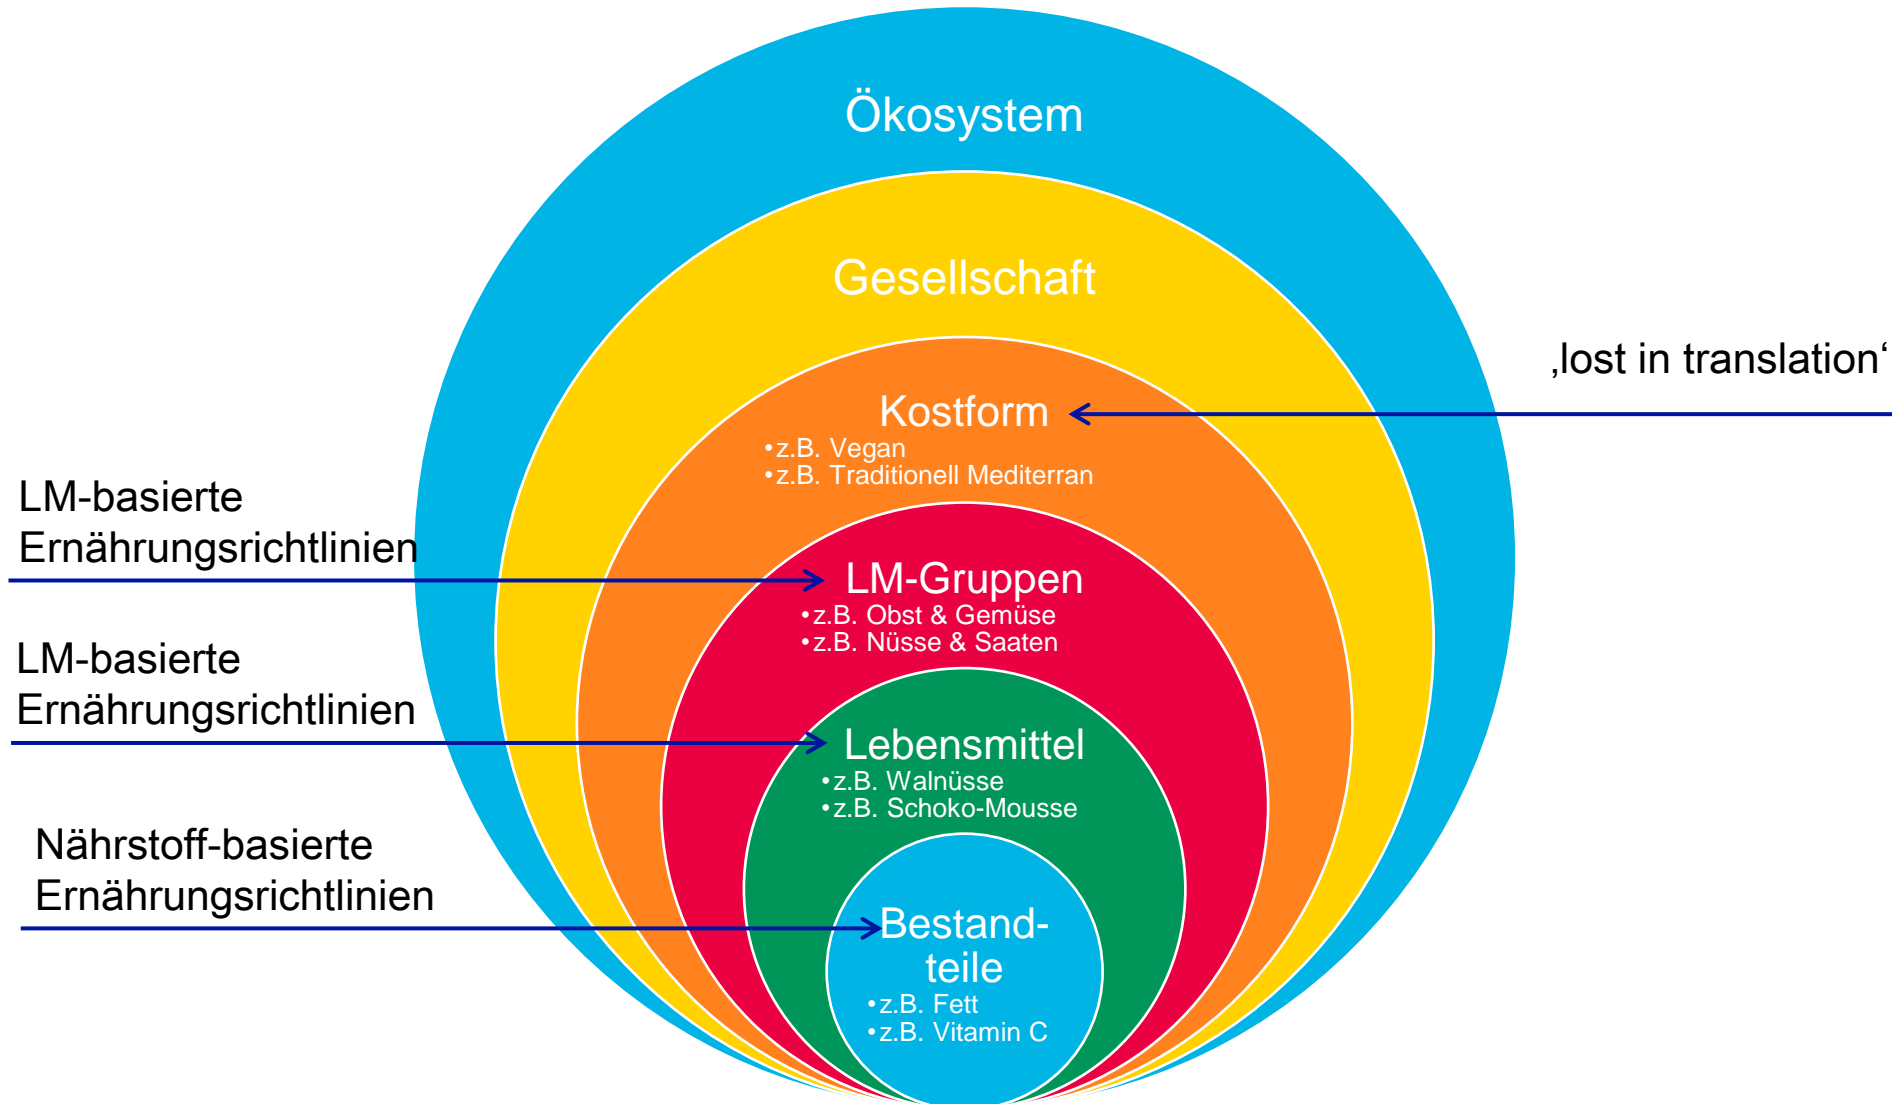 Ökosystem
Gesellschaft
‚lost in translation‘
Kostform
•z.B. Vegan
•z.B. Traditionell Mediterran
LM-basierte
Ernährungsrichtlinien
LM-Gruppen
•z.B. Obst & Gemüse
•z.B. Nüsse & Saaten
LM-basierte
Ernährungsrichtlinien
Lebensmittel
•z.B. Walnüsse
•z.B. Schoko-Mousse
Nährstoff-basierte
Ernährungsrichtlinien
Bestand-
teile
•z.B. Fett
•z.B. Vitamin C